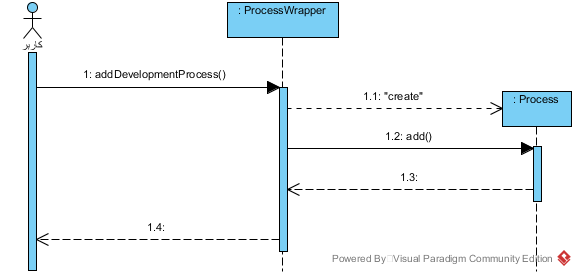 : ProcessWrapper
کاربر
1: addDevelopmentProcess()
1.1: "create"
: Process
1.2: add()
1.3:
1.4:
Powered By Visual Paradigm Community Edition